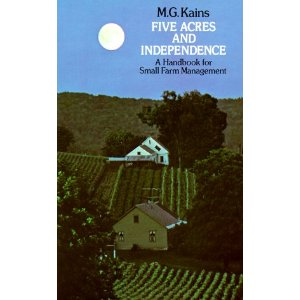 M.G. Kains
FIVE ACRES
AND
INDEPENDENCE
A Handbook for
Small Farm Management